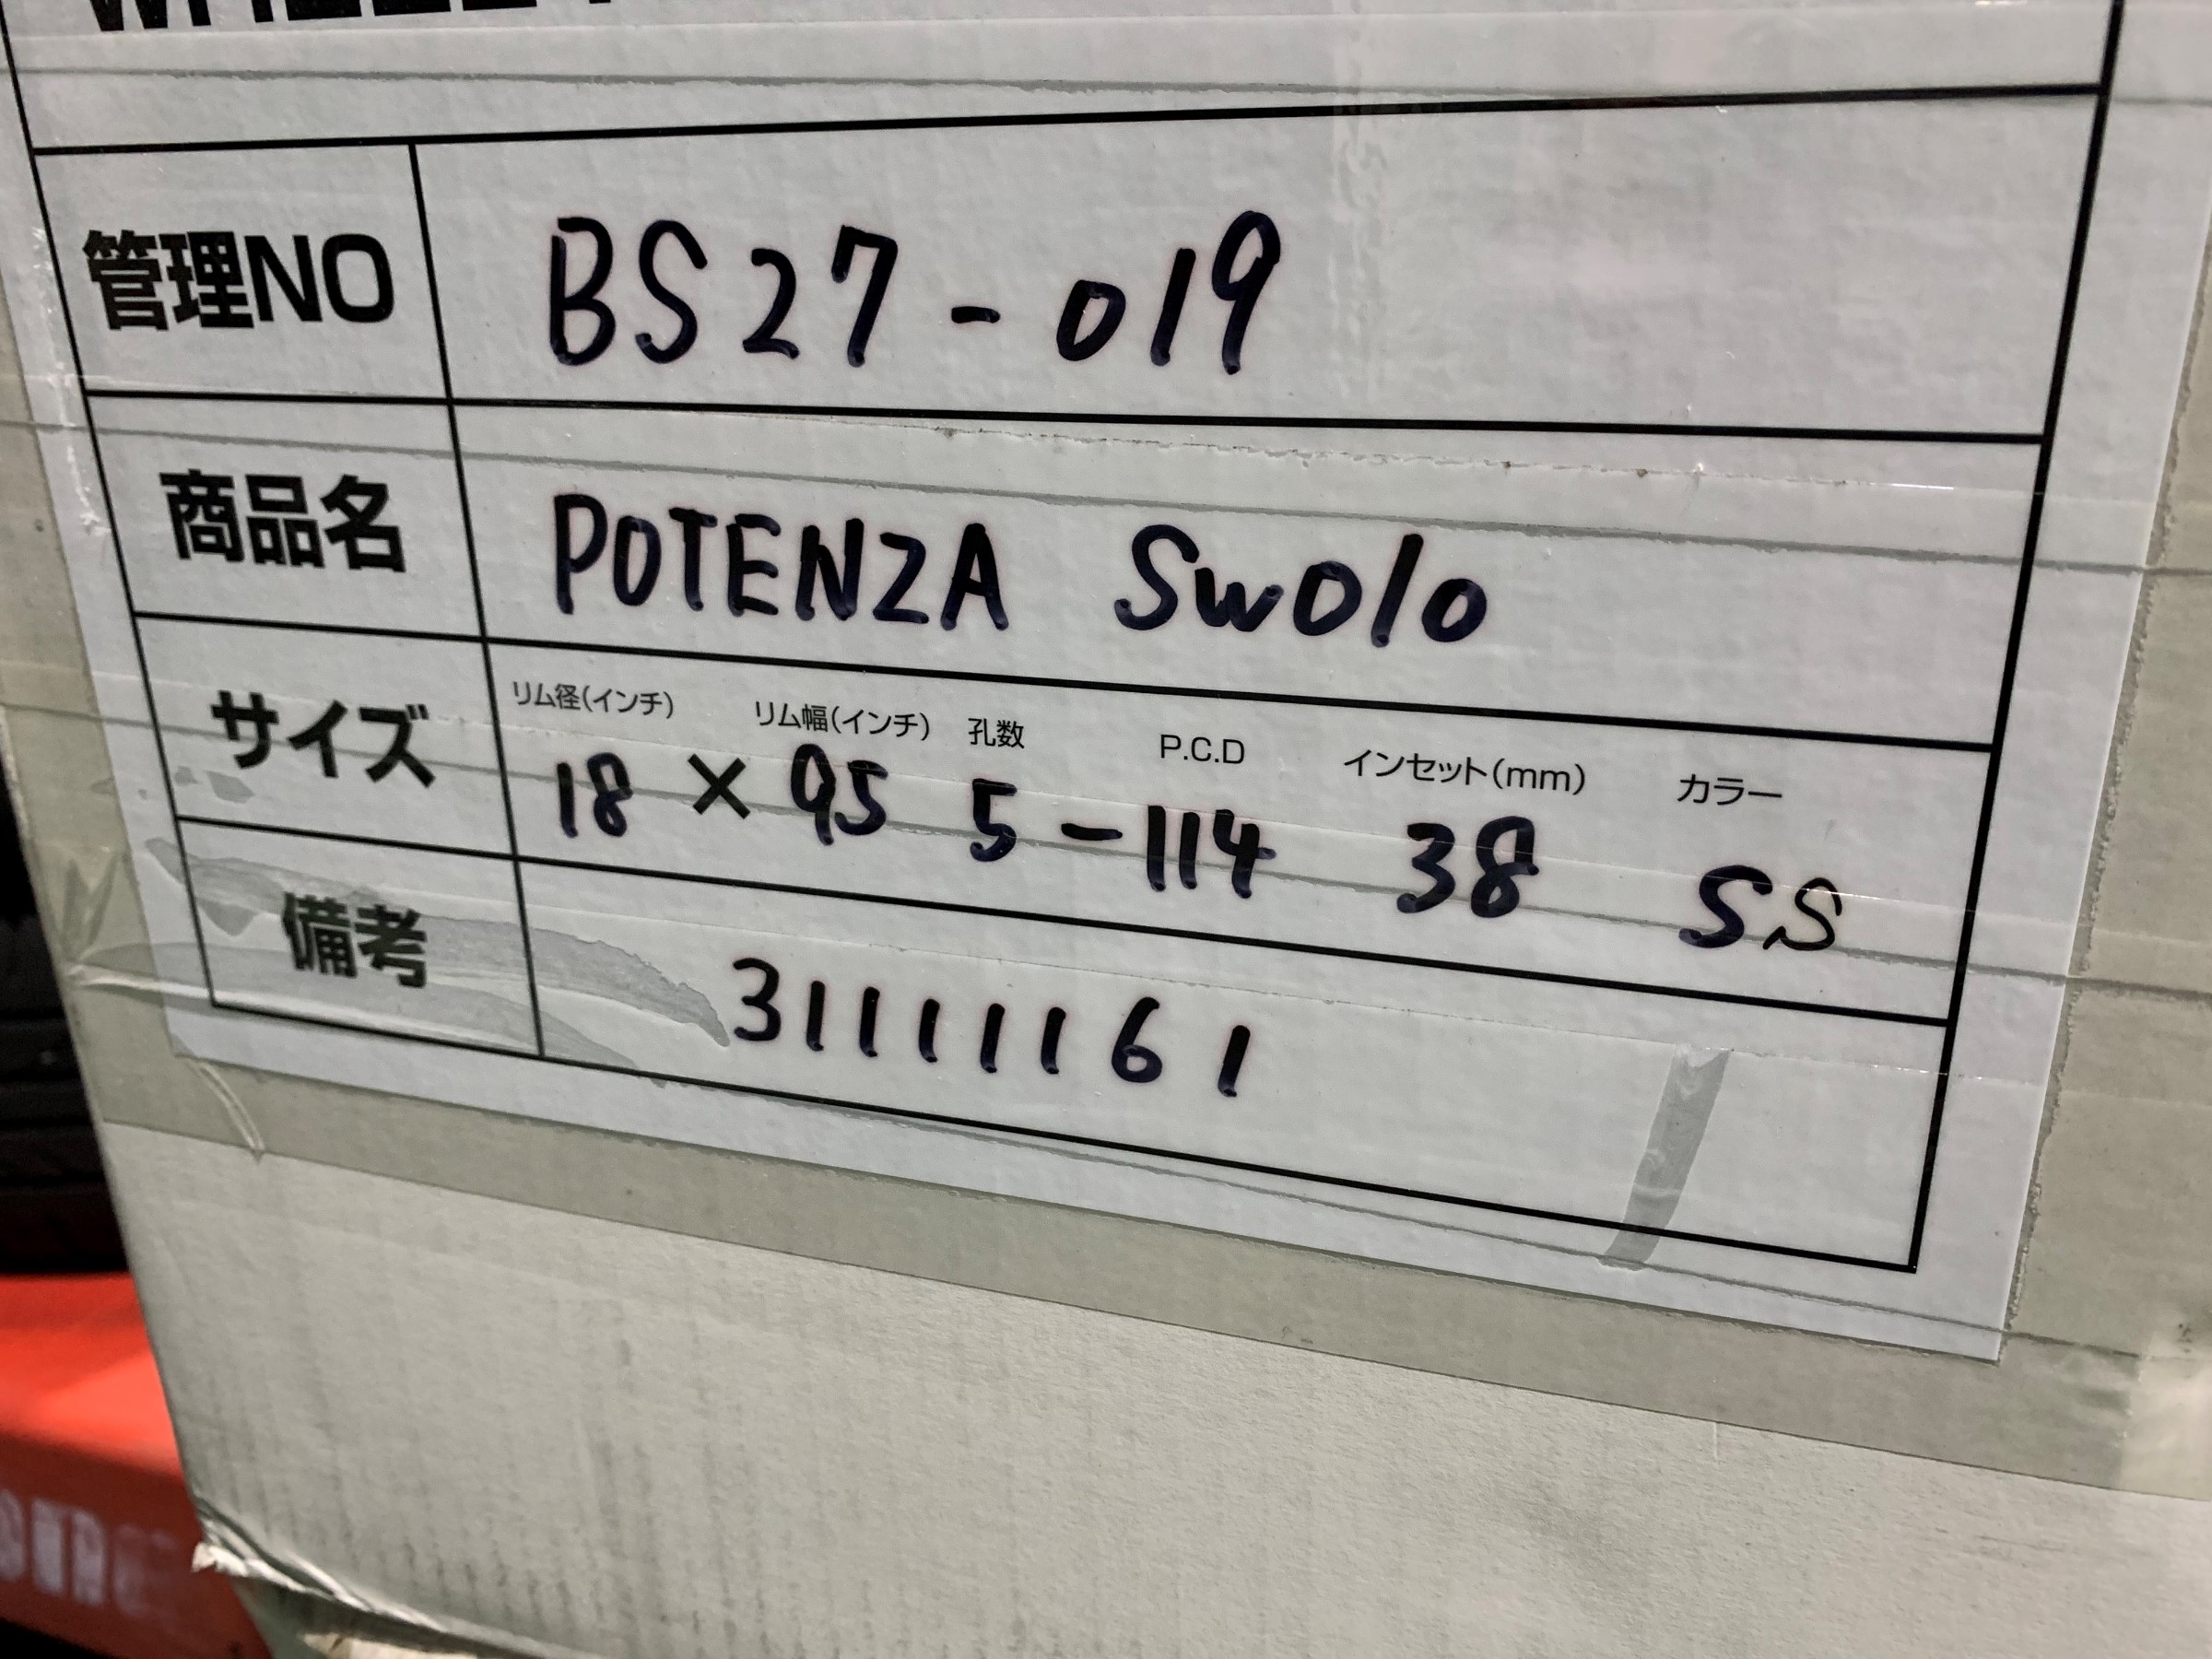 管理NO BS27-019
商品名 POTENZA SW010
リム径(インチ) リム幅(インチ) 孔数 P.C.D インセット(mm) カラー
サイズ 18 × 95 5-114 38 SS
備考 31111161